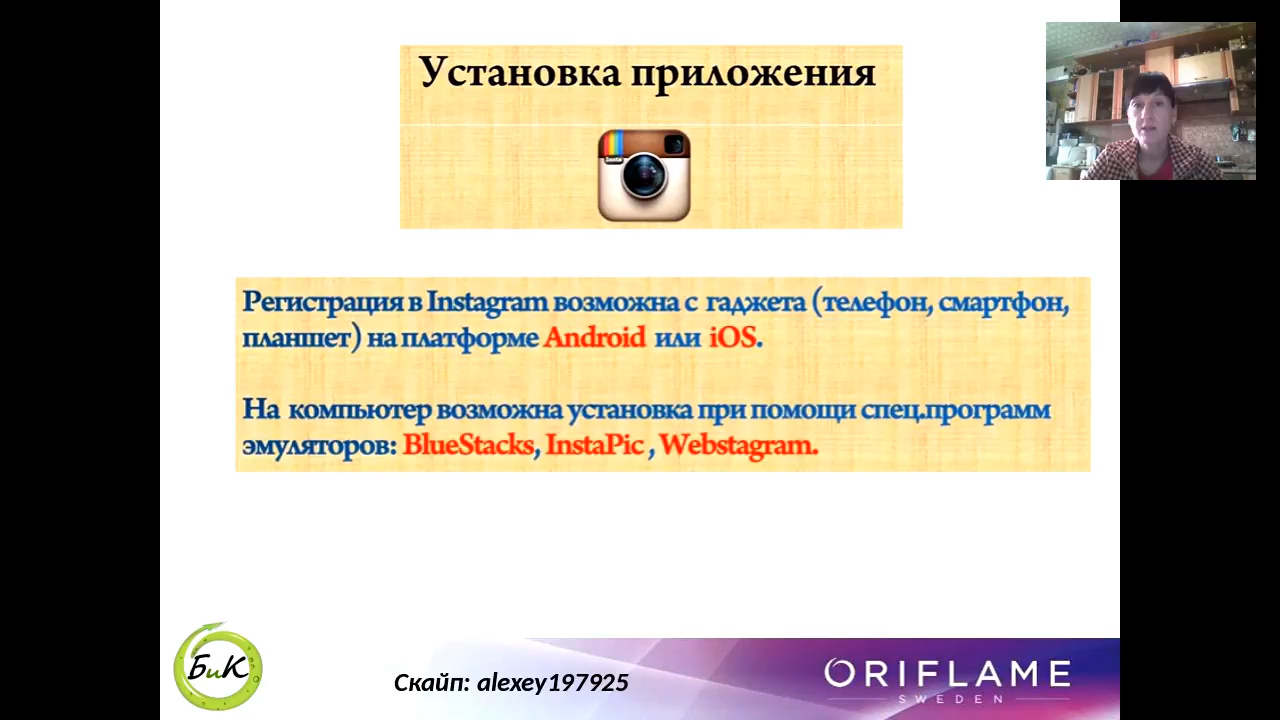 Установка приложения
Insta
Регистрация в Instagram возможна с гаджета (телефон, смартфон,
планшет) на платформе Android или iOS.
На компьютер возможна установка при помощи спец.программ
эмуляторов: BlueStacks, InstaPic , Webstagram.
БиК
Скайп: alexey197925
ORIFLAME
SWEDEN